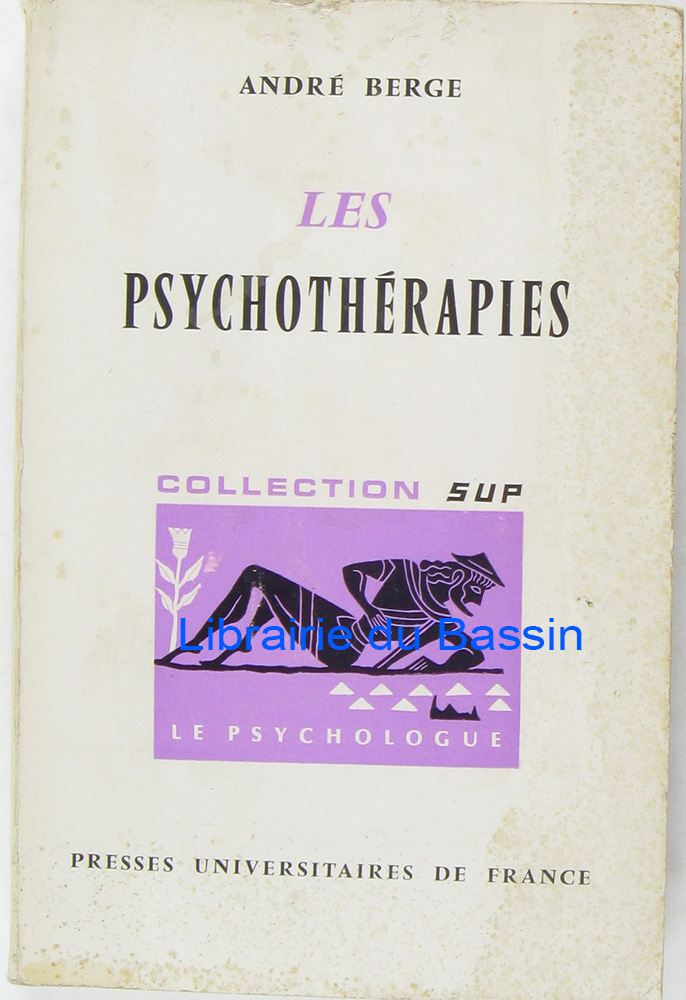 ANDRÉ BERGE
LES
PSYCHOTHÉRAPIES
COLLECTION SUP
Librairie du Bassin
LE PSYCHOLOGUE
PRESSES UNIVERSITAIRES DE FRANCE